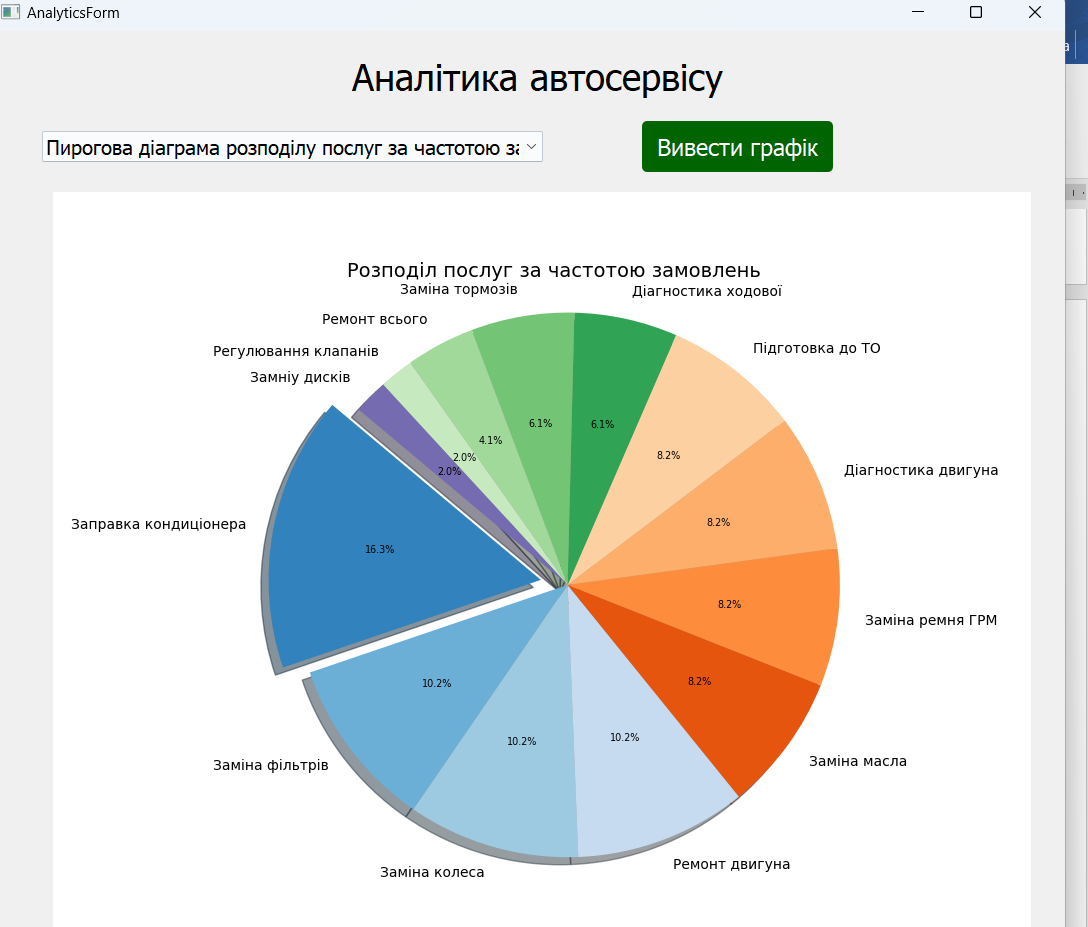 AnalyticsForm
Аналітика автосервісу
Пирогова діаграма розподілу послуг за частотою за
Вивести графік
Розподіл послуг за частотою замовлень
Заміна тормозів
Діагностика ходової
Ремонт всього
Підготовка до ТО
Регулювання клапанів
Замніу дисків
6.1%
6.1%
4.1%
8.2%
2.0%
2.0%
Діагностика двигуна
Заправка кондиціонера
8.2%
16.3%
8.2%
Заміна ремня ГРМ
8.2%
10.2%
10.2%
10.2%
Заміна фільтрів
Заміна масла
Заміна колеса
Ремонт двигуна